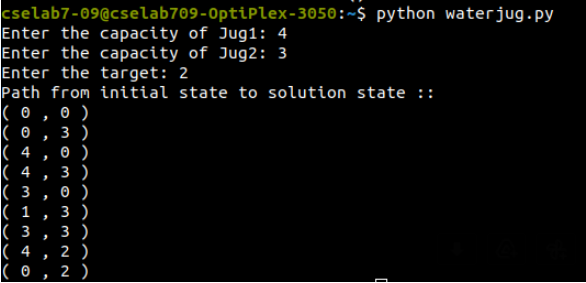 cselab7-09@cselab709-OptiPlex-3050:~$ python waterjug.py
Enter the capacity of Jug1: 4
Enter the capacity of Jug2: 3
Enter the target: 2
Path from initial state to solution state ::
( 0 , 0 )
( 0 , 3 )
( 4 , 0 )
( 4 , 3 )
( 3 , 0 )
( 1 , 3 )
( 3 , 3 )
( 4 , 2 )
( 0 , 2 )